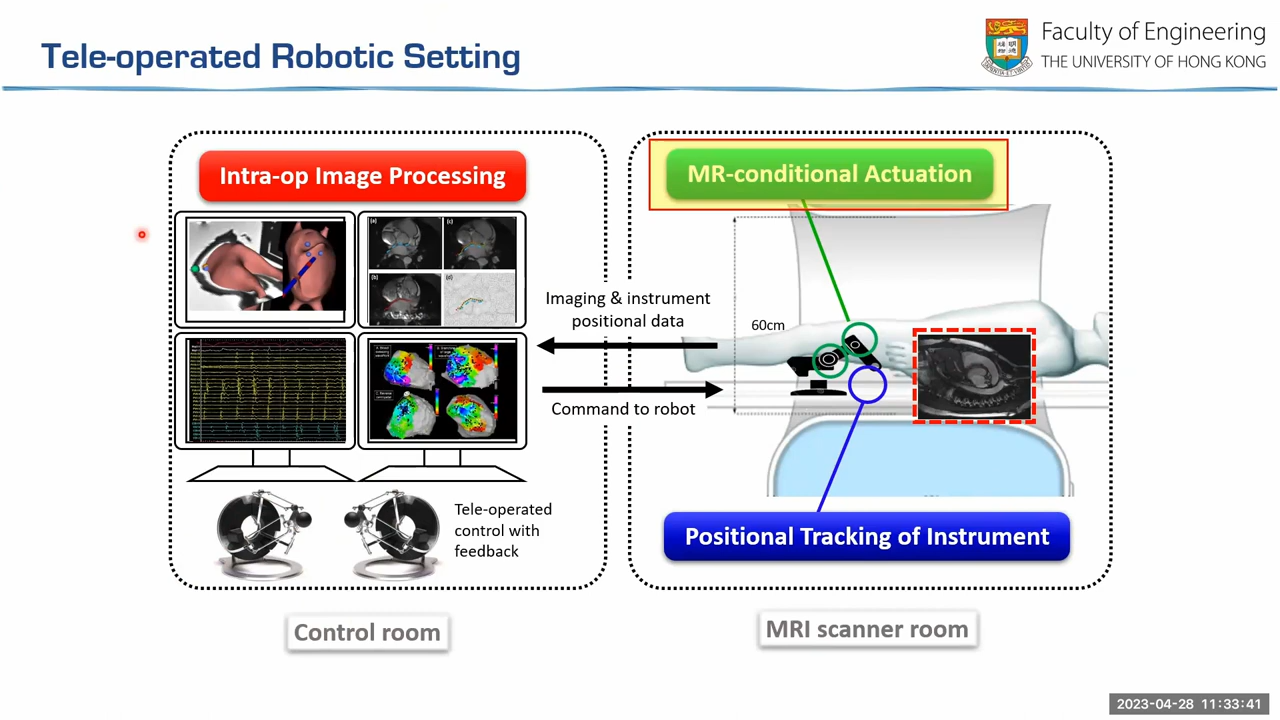 Tele-operated Robotic Setting
Faculty of Engineering
THE UNIVERSITY OF HONG KONG
Intra-op Image Processing
MR-conditional Actuation
(a)
(c)
(b)
(d)
Imaging & instrument
positional data
60cm
Command to robot
Tele-operated
control with
feedback
Positional Tracking of Instrument
Control room
MRI scanner room
2023-04-28 11:33:41